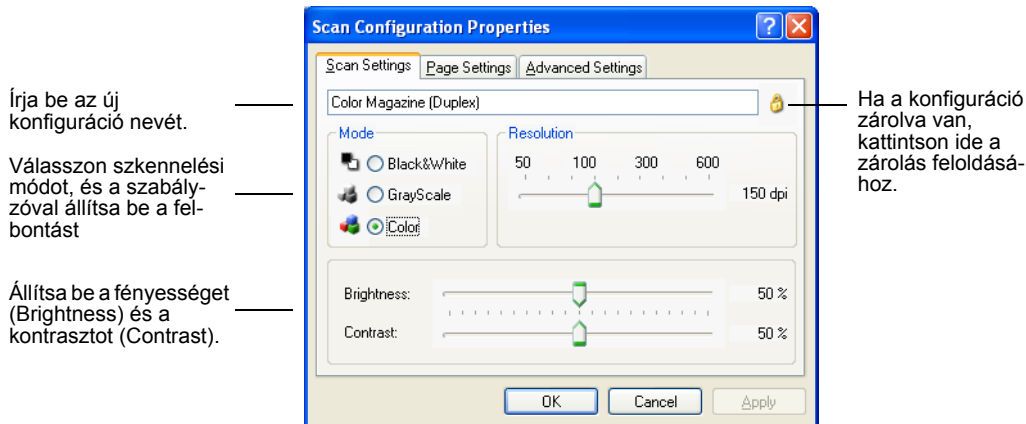 Scan Configuration Properties
Scan Settings Page Settings Advanced Settings
Írja be az új
konfiguráció nevét.
Color Magazine (Duplex)
Ha a konfiguráció
zárolva van,
kattintson ide a
zárolás feloldásá-
hoz.
Válasszon szkennelési
módot, és a szabály-
zóval állítsa be a fel-
bontást
Mode
Black&White
GrayScale
Color
Resolution
50 100 300 600
150 dpi
Állítsa be a fényességet
(Brightness) és a
kontrasztot (Contrast).
Brightness: 50 %
Contrast: 50 %
OK Cancel Apply